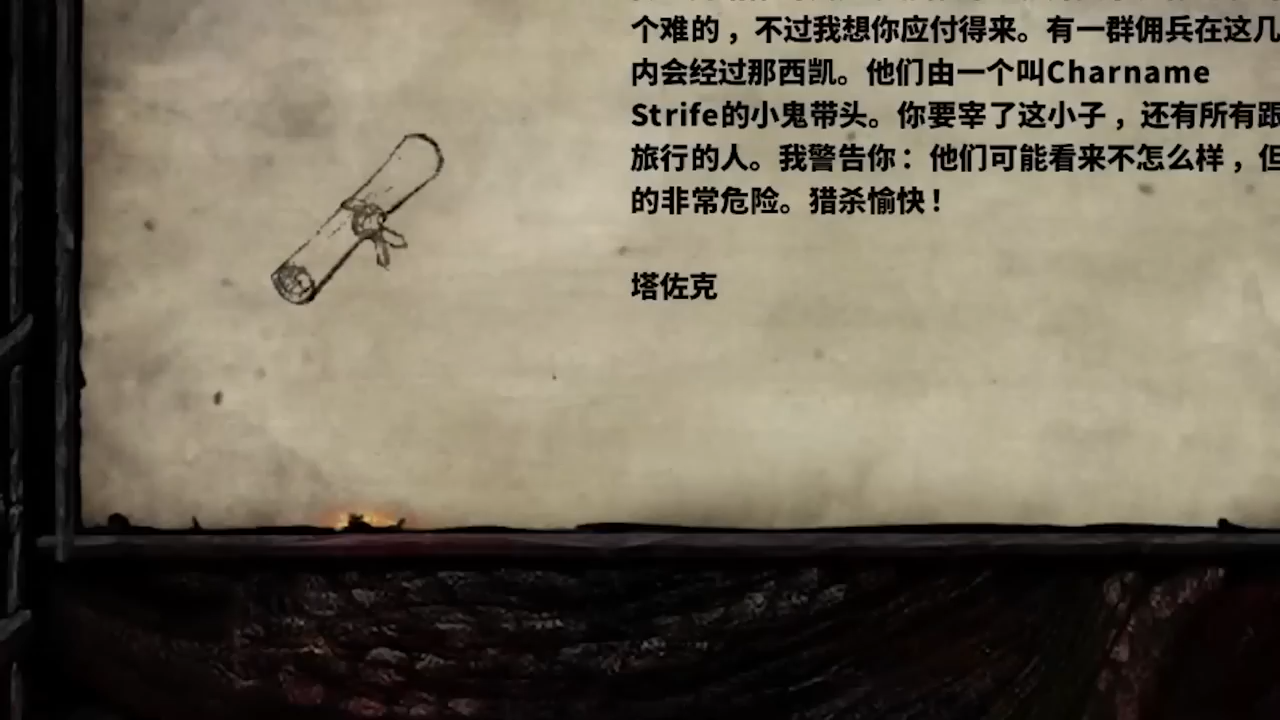 个难的，不过我想你应付得来。有一群佣兵在这几
内会经过那西凯。他们由一个叫Charname
Strife的小鬼带头。你要宰了这小子，还有所有跟
旅行的人。我警告你：他们可能看来不怎么样，但
的非常危险。猎杀愉快！
塔佐克